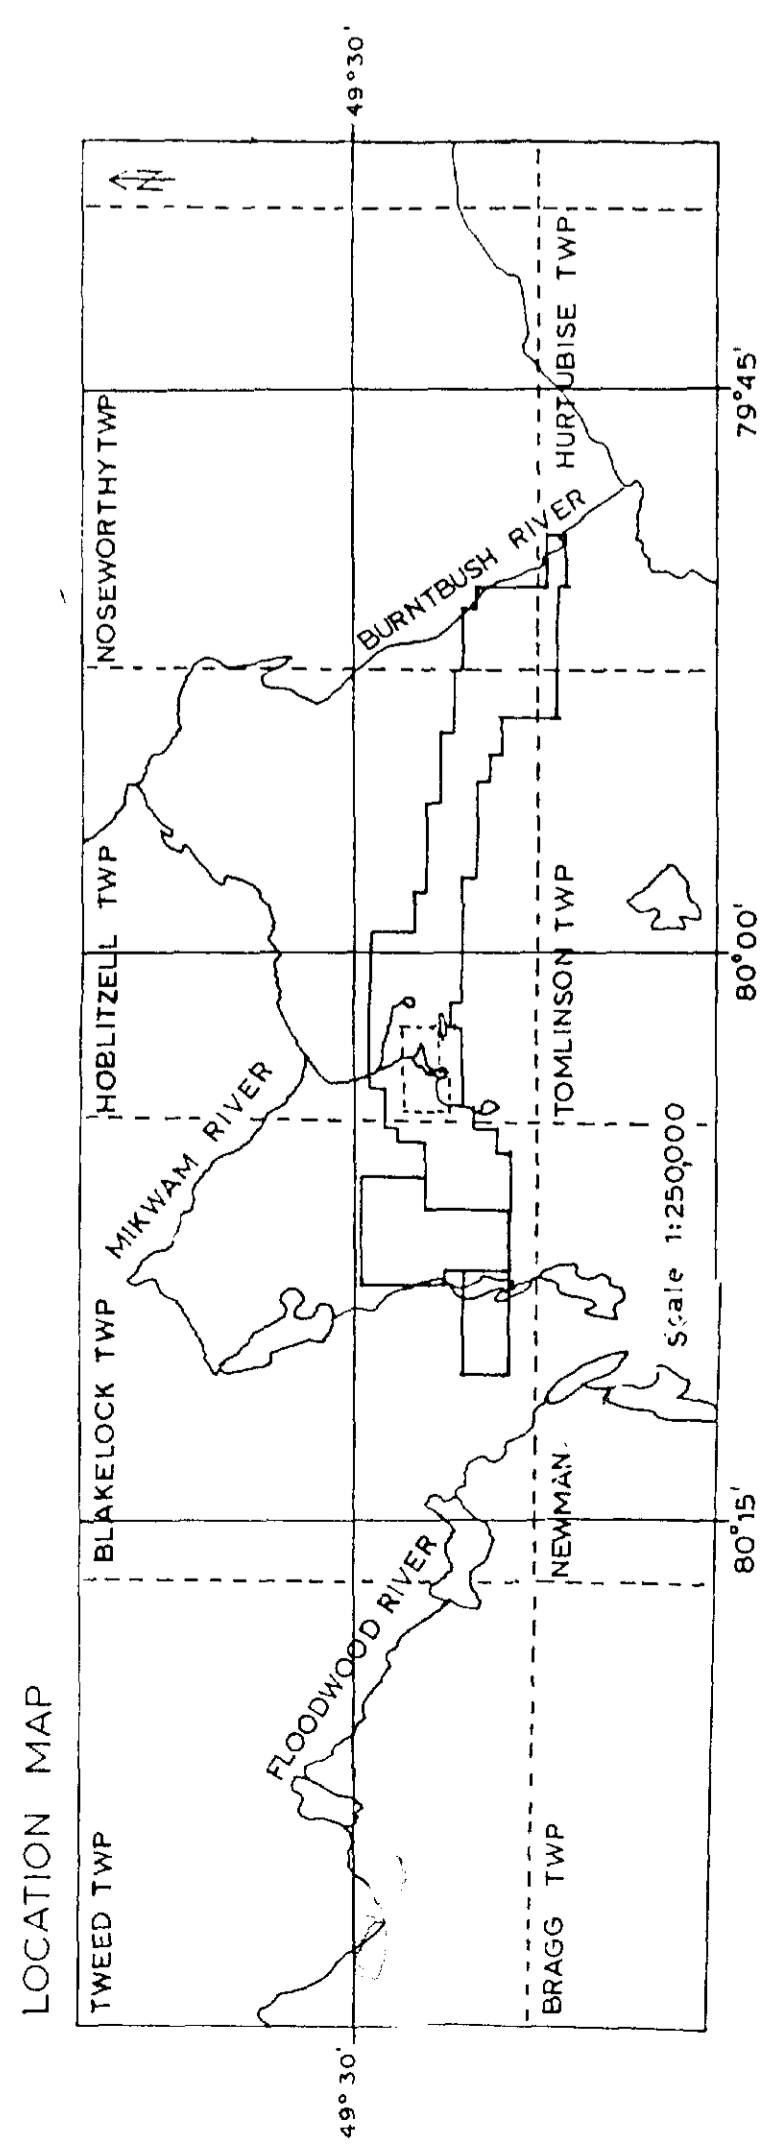 LOCATION MAP
TWEED TWP
BLAKELOCK TWP
HOBLITZELL TWP
NOSEWORTHY TWP
N
MIKWAM RIVER
BURNTBUSH RIVER
FLOODWOOD RIVER
49° 30'
49° 30'
BRAGG TWP
NEWMAN
TOMLINSON TWP
HURTUBISE TWP
Scale 1:250,000
80° 15'
80° 00'
79° 45'